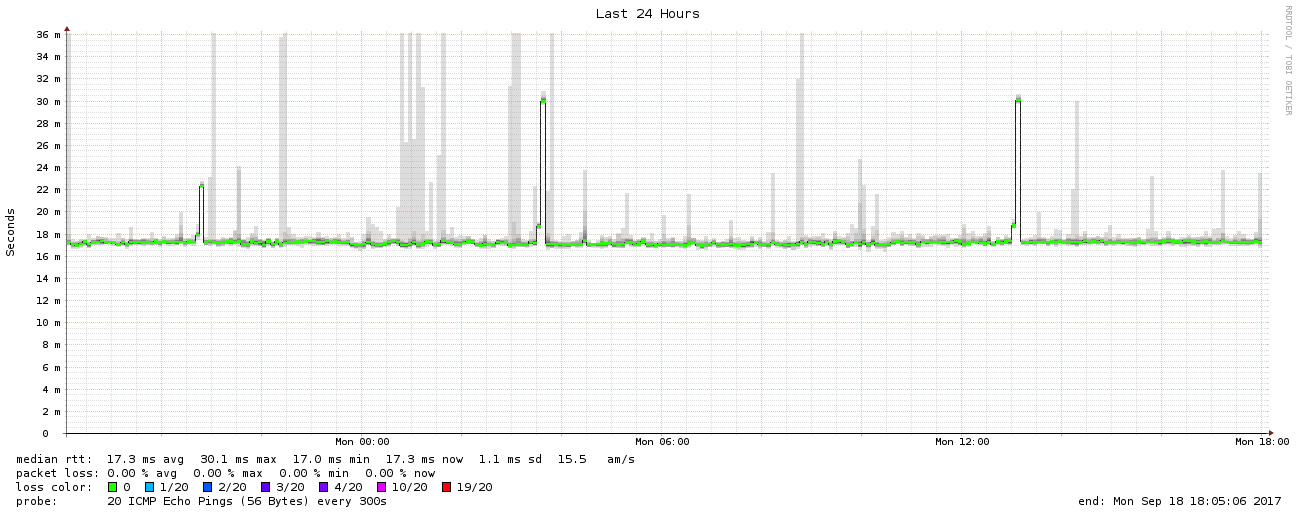 Last 24 Hours
RRDTOOL / TOBI OETIKER
Seconds
36 m
34 m
32 m
30 m
28 m
26 m
24 m
22 m
20 m
18 m
16 m
14 m
12 m
10 m
8 m
6 m
4 m
2 m
0
Mon 00:00 Mon 06:00 Mon 12:00 Mon 18:00
median rtt: 17.3 ms avg 30.1 ms max 17.0 ms min 17.3 ms now 1.1 ms sd 15.5 am/s
packet loss: 0.00 % avg 0.00 % max 0.00 % min 0.00 % now
loss color: 0 1/20 2/20 3/20 4/20 10/20 19/20
probe: 20 ICMP Echo Pings (56 Bytes) every 300s end: Mon Sep 18 18:05:06 2017